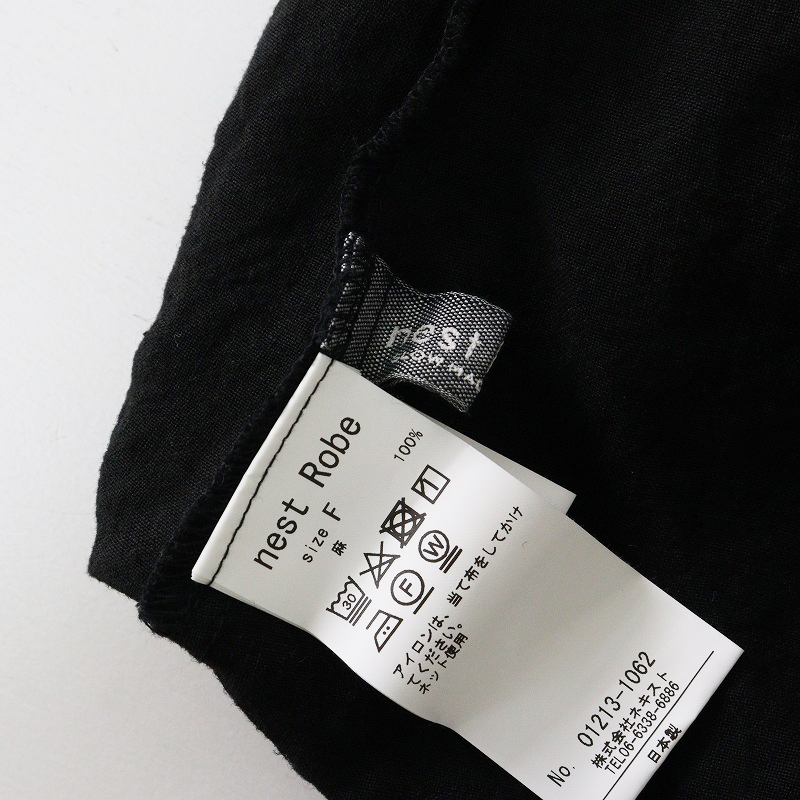 nest
nest Robe
size F
麻 100%
30
F W
アイロンは、当て布をしてかけ
てください。
ネット使用
No. 01213-1062
株式会社ネキスト
TEL06-6338-6886
日本製